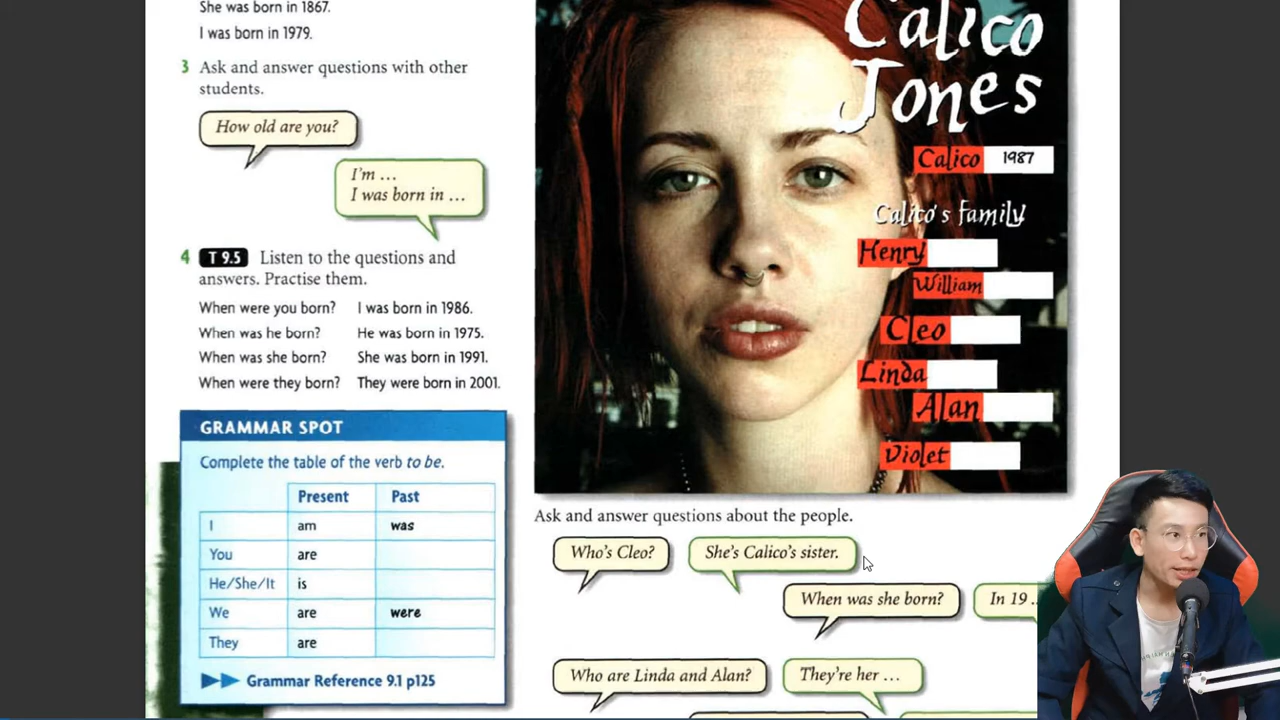 She was born in 1867.
I was born in 1979.
3 Ask and answer questions with other
students.
How old are you?
I'm …
I was born in …
4 T 9.5 Listen to the questions and
answers. Practise them.
When were you born? I was born in 1986.
When was he born? He was born in 1975.
When was she born? She was born in 1991.
When were they born? They were born in 2001.
GRAMMAR SPOT
Complete the table of the verb to be.
Present Past
I am was
You are
He/She/It is
We are were
They are
Grammar Reference 9.1 p125
Calico
Jones
Calico 1987
Calico's Family
Henry
William
Cleo
Linda
Alan
Violet
Ask and answer questions about the people.
Who's Cleo?
She's Calico's sister.
When was she born?
In 19 ..
Who are Linda and Alan?
They're her …